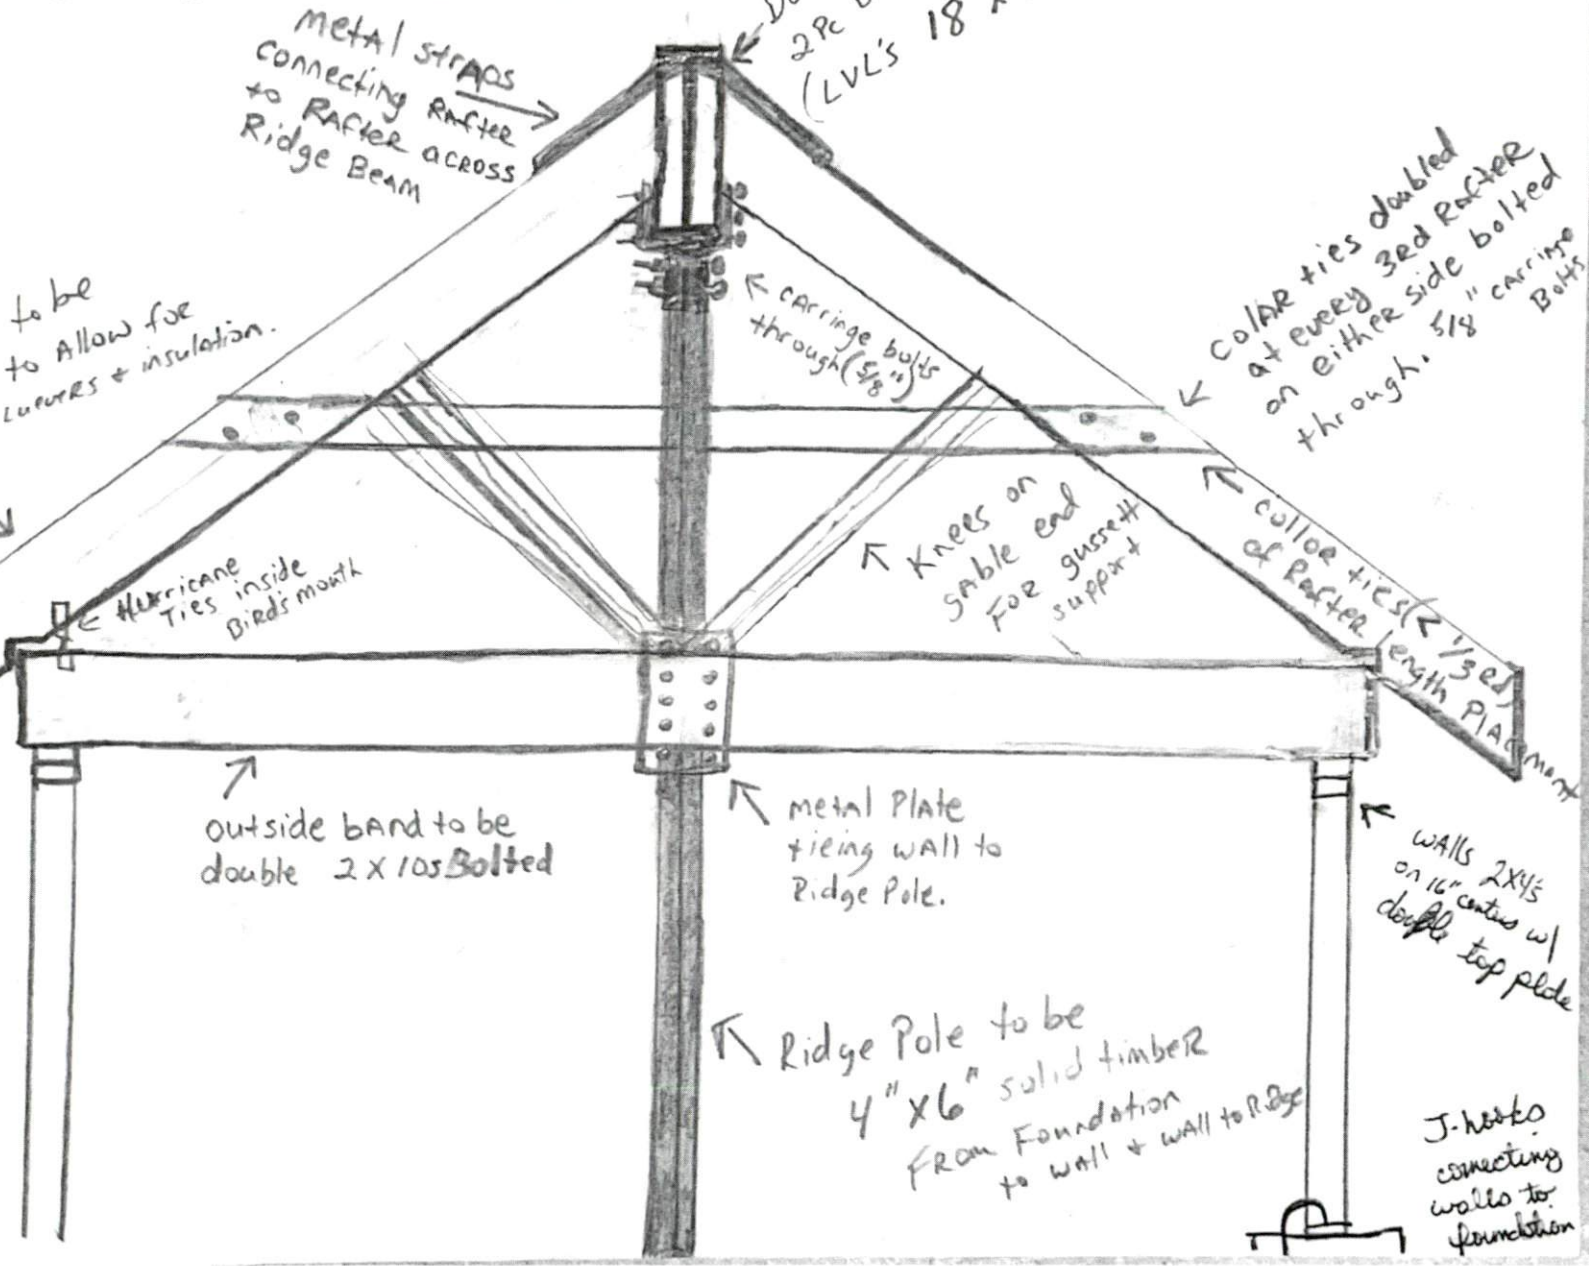 metal straps
connecting Rafter
to Rafter across
Ridge Beam
2Pc
(LVL's 18
to be
to Allow for
+ insulation.
carringe bolts
through (5/8")
colar ties doubled
at every 3rd Rafter
on either side bolted
through. 5/8" carringe
Bolts
Hurricane
Ties inside
Bird's mouth
Knees on
gable end
For gussett
support
collor ties (< 1/3ed)
of Rafter length Placment
outside band to be
double 2x10s Bolted
metal Plate
tieing wall to
Ridge Pole.
walls 2x4's
on 16" centers w/
double top plate
Ridge Pole to be
4"x6" solid timber
From Foundation
to wall + wall to Ridge
J-hooks
connecting
walls to
foundation